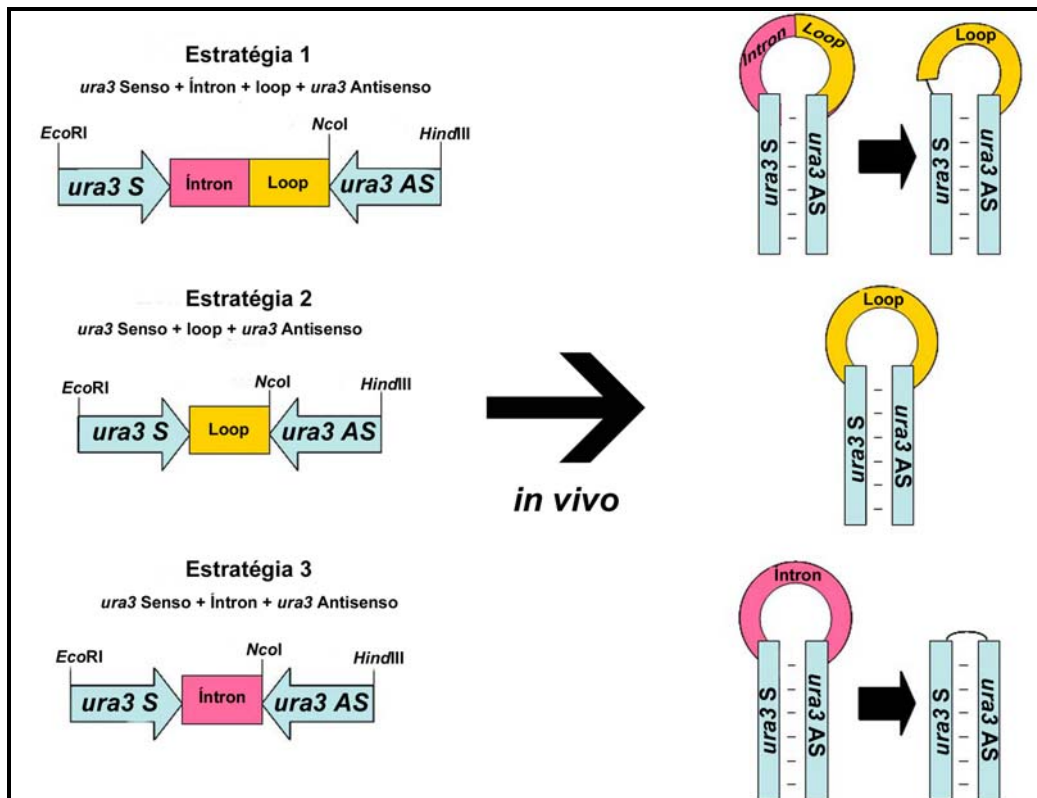 Estratégia 1
ura3 Senso + Íntron + loop + ura3 Antisenso
EcoRI
NcoI
HindIII
ura3 S
Íntron
Loop
ura3 AS
Íntron
Loop
ura3 S
ura3 AS
Loop
ura3 S
ura3 AS
Estratégia 2
ura3 Senso + loop + ura3 Antisenso
EcoRI
NcoI
HindIII
ura3 S
Loop
ura3 AS
in vivo
Loop
ura3 S
ura3 AS
Estratégia 3
ura3 Senso + Íntron + ura3 Antisenso
EcoRI
NcoI
HindIII
ura3 S
Íntron
ura3 AS
Íntron
ura3 S
ura3 AS
ura3 S
ura3 AS